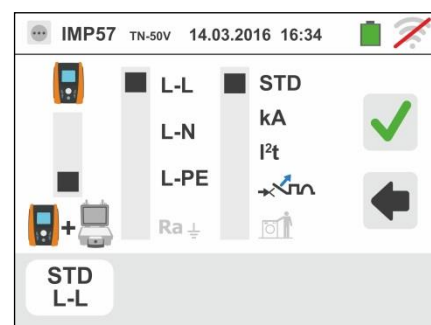 IMP57 TN-50V 14.03.2016 16:34
L-L STD
L-N kA
I²t
L-PE
+
Ra
STD
L-L